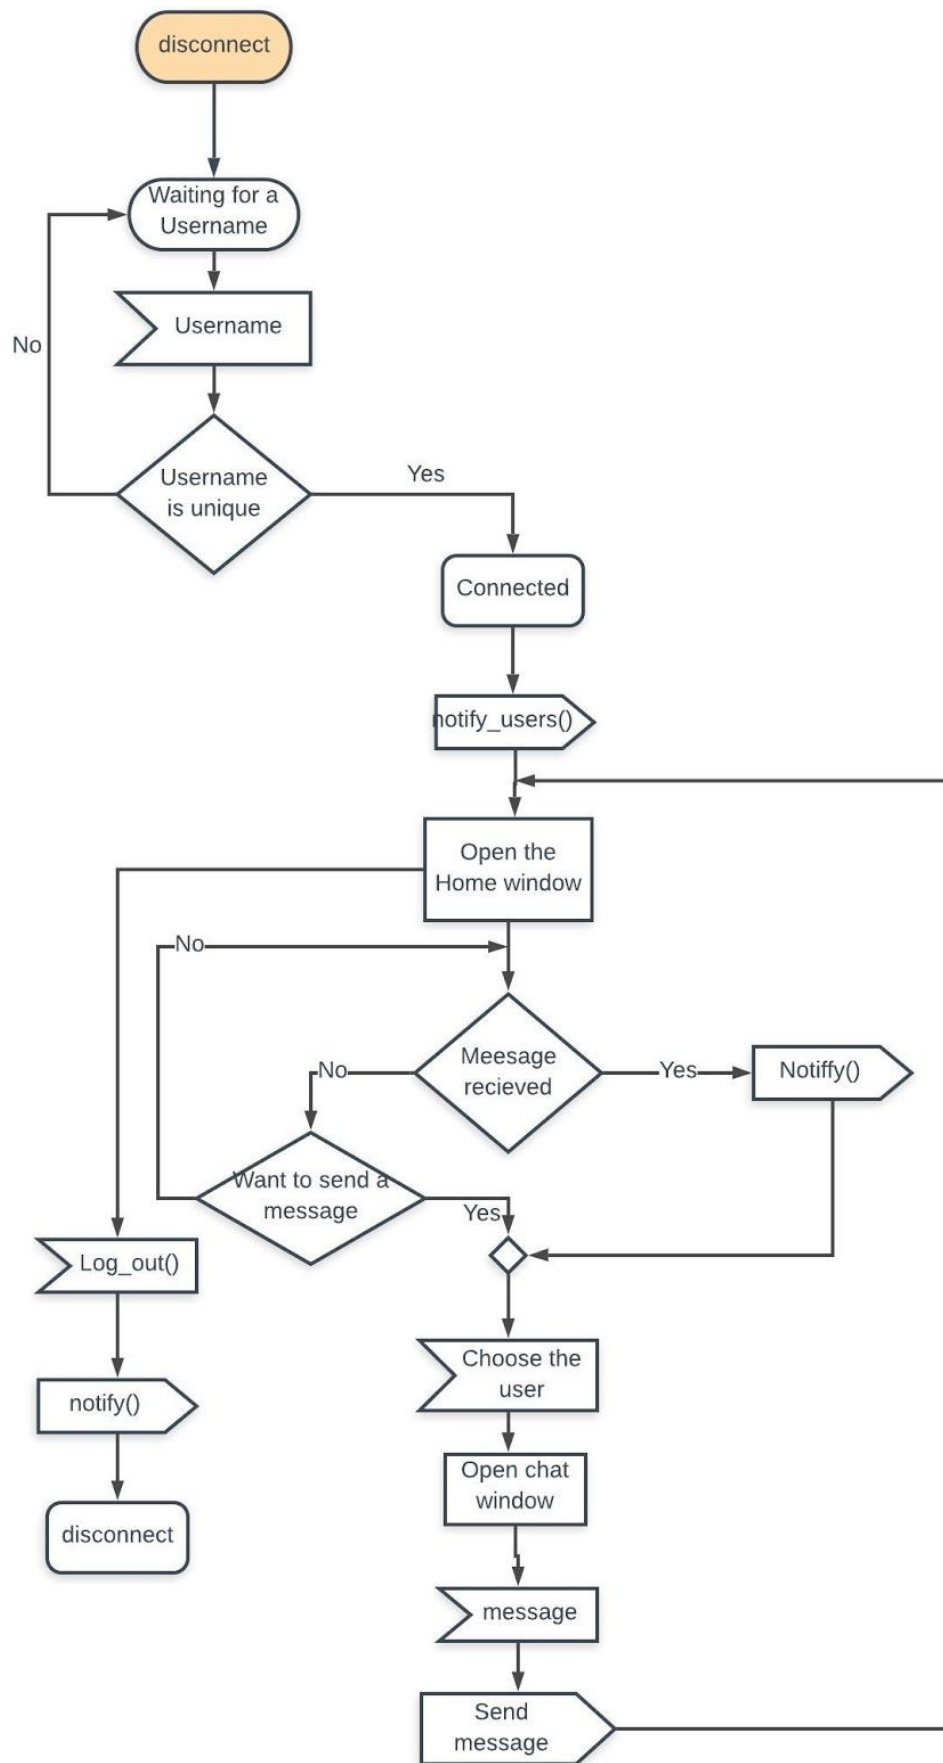 disconnect
Waiting for a
Username
Username
No
Username
is unique
Yes
Connected
notify_users()
Open the
Home window
No
Meesage
recieved
No
Yes
Notiffy()
Want to send a
message
Yes
Log_out()
Choose the
user
notify()
Open chat
window
disconnect
message
Send
message